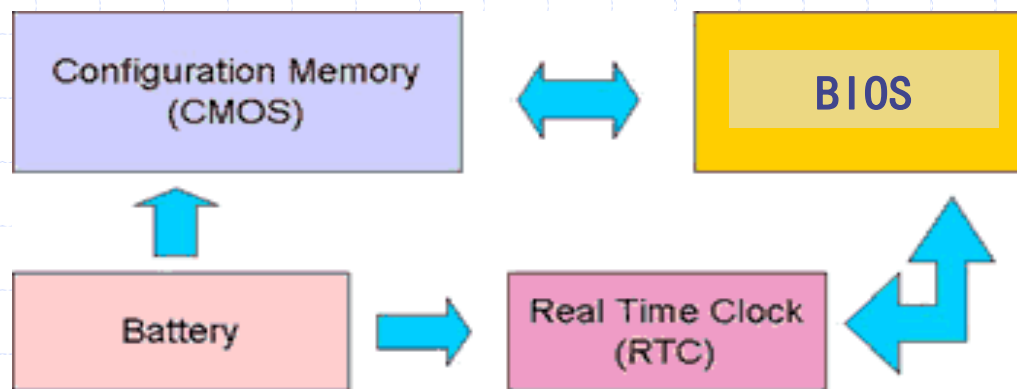 Configuration Memory
(CMOS)
BIOS
Battery
Real Time Clock
(RTC)